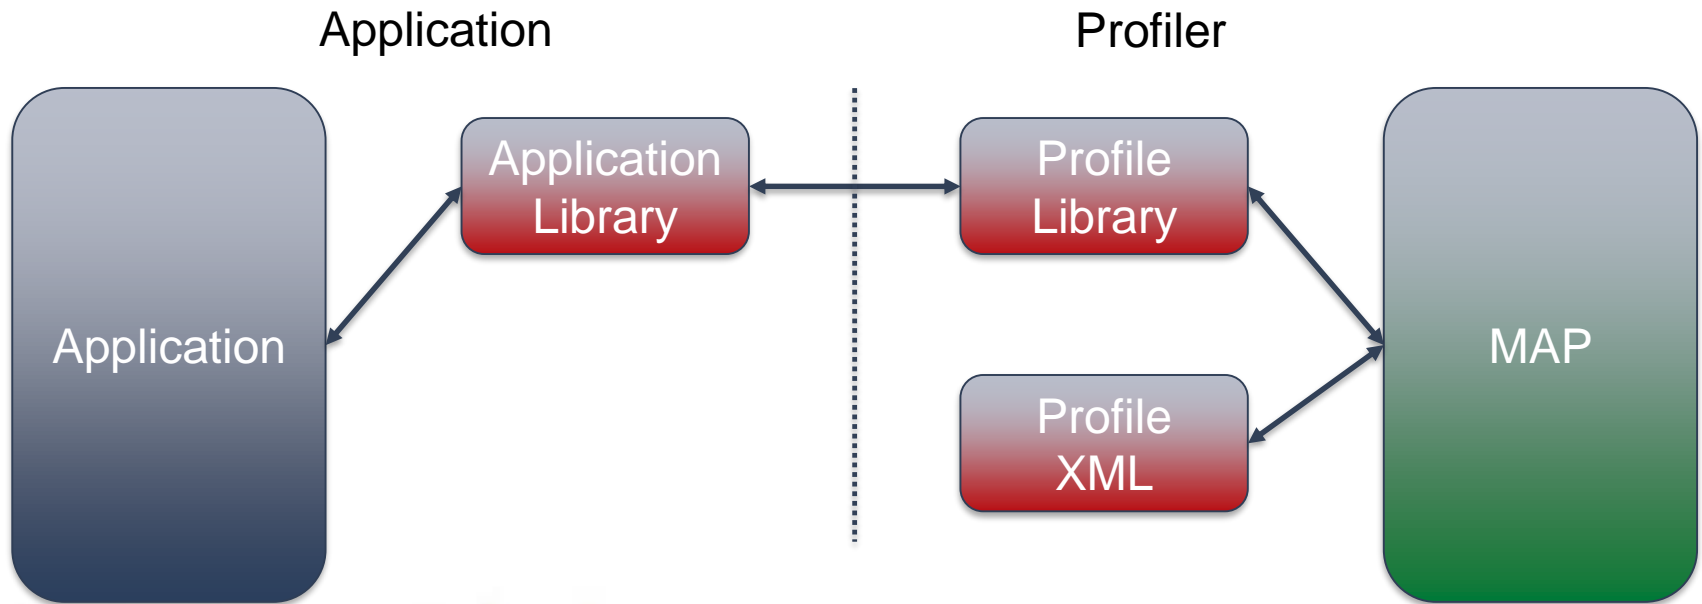 Application
Profiler
Application
Library
Profile
Library
Application
MAP
Profile
XML